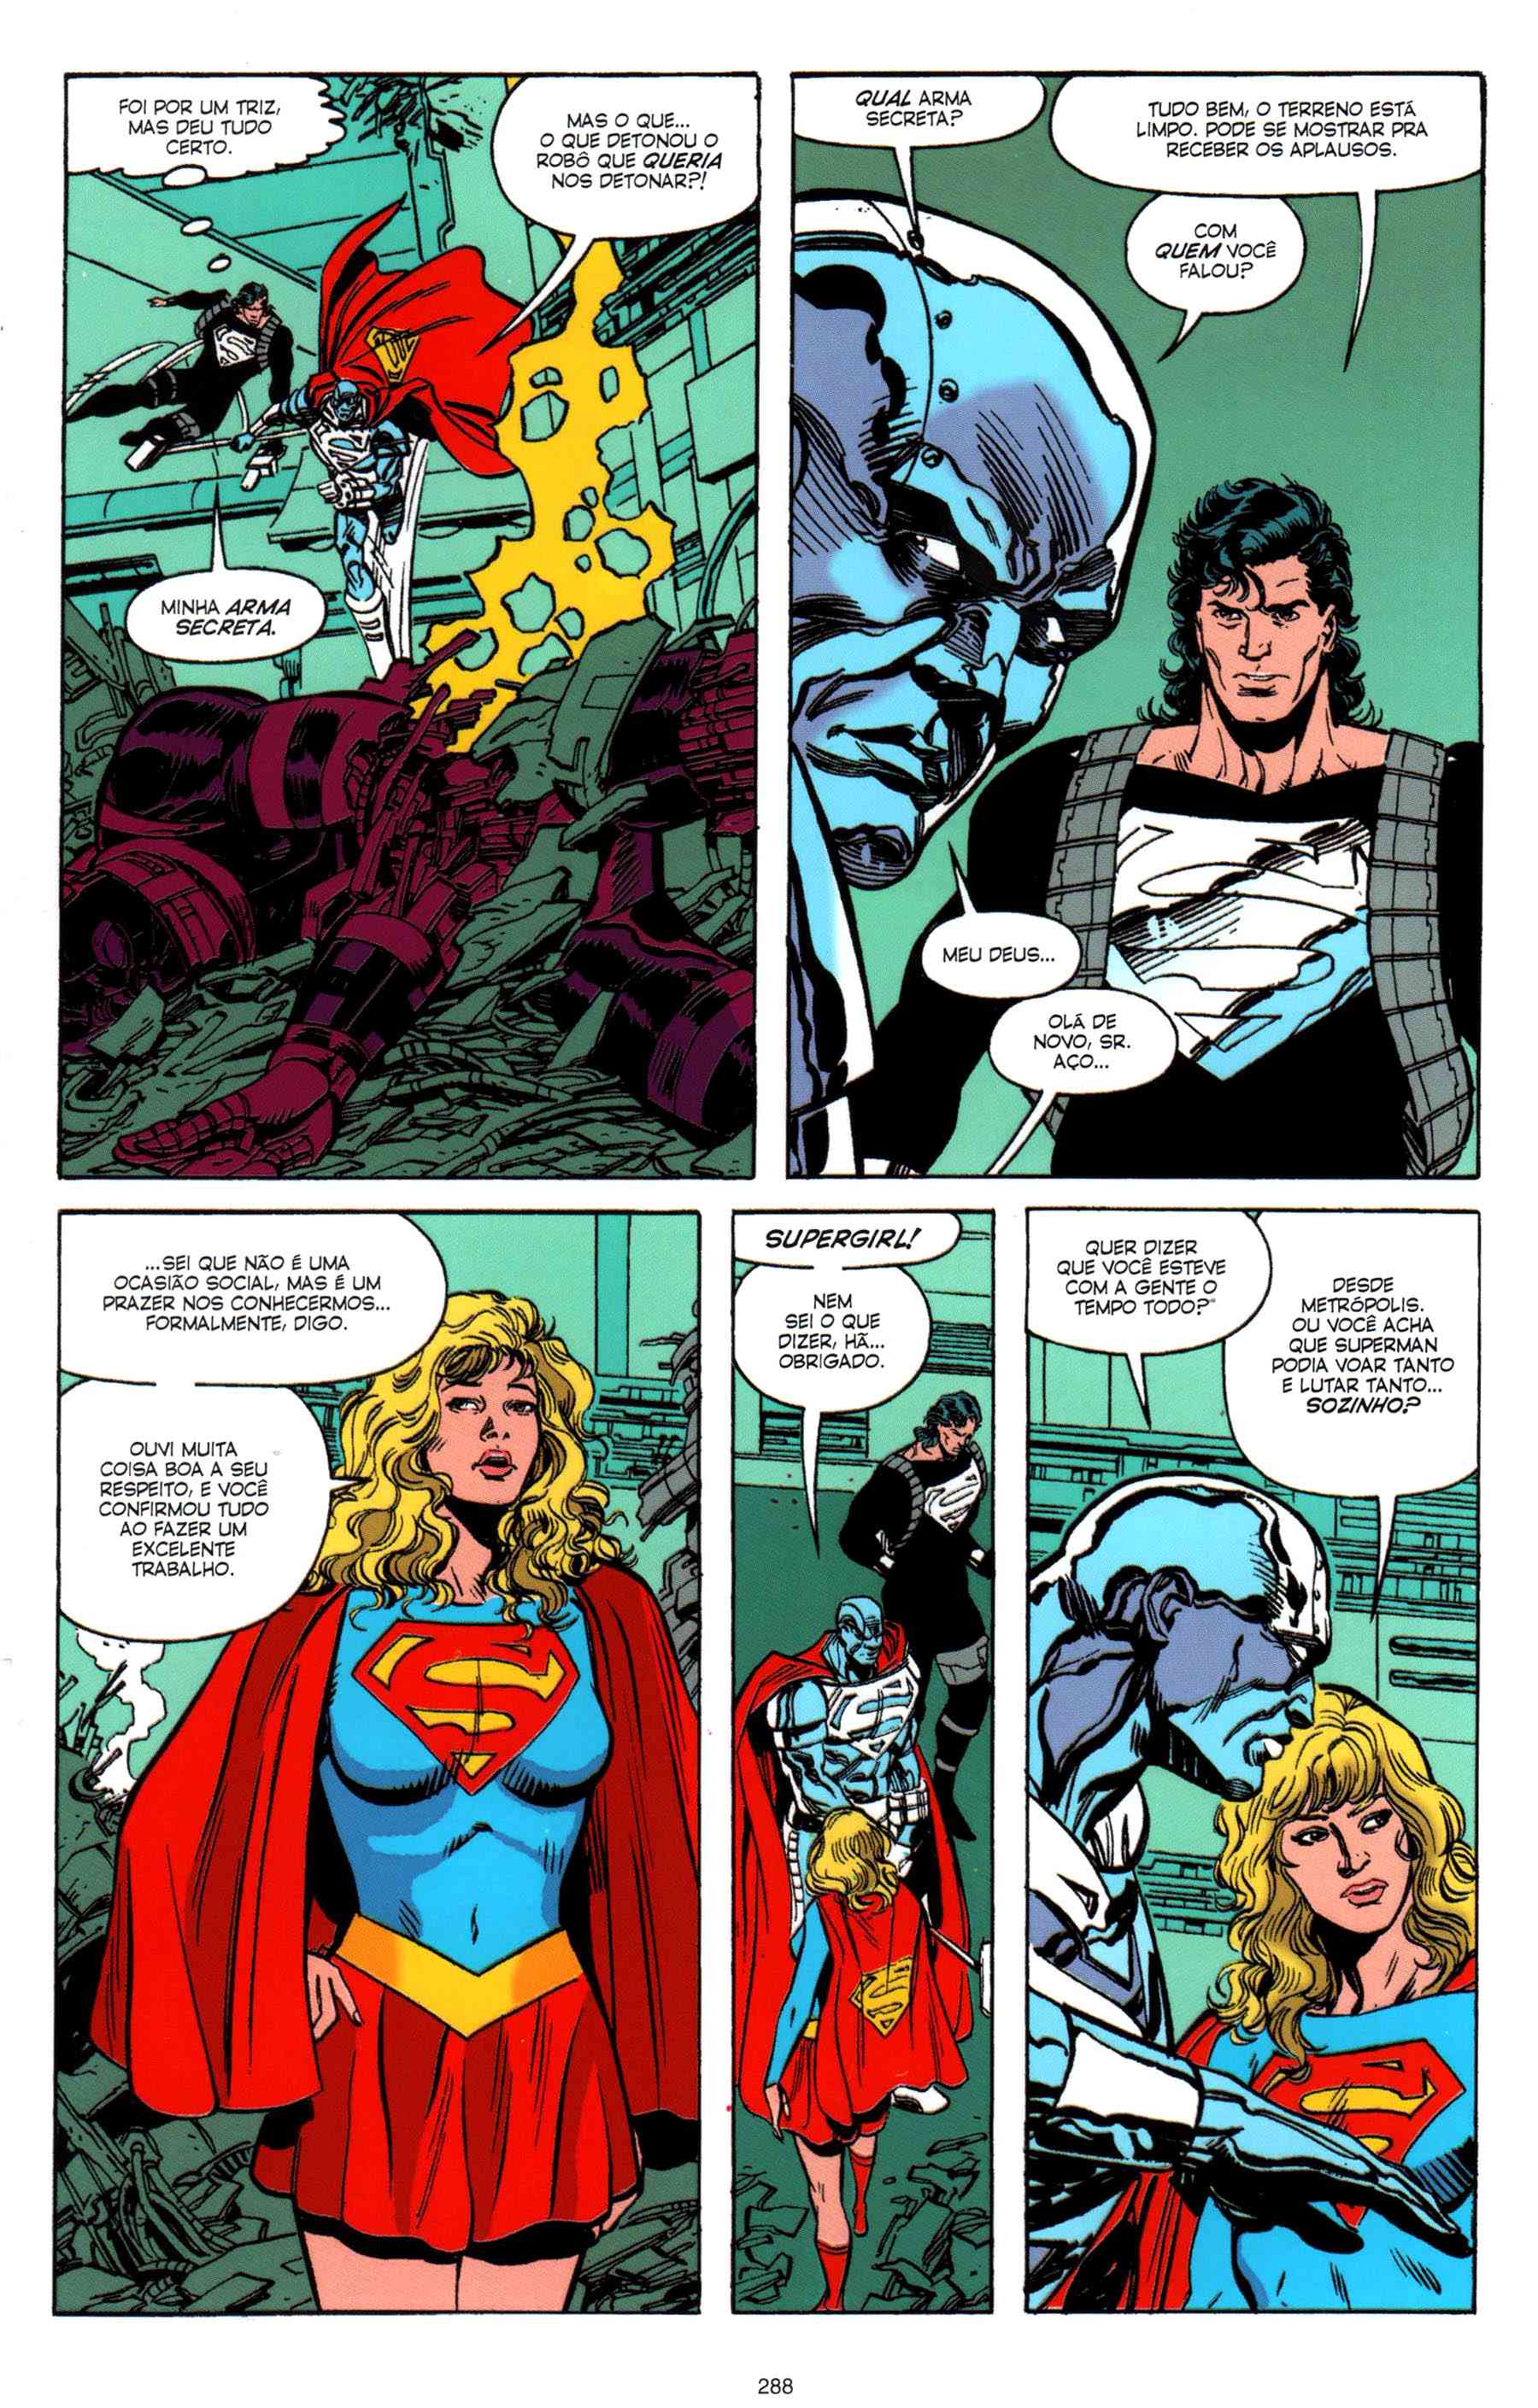 FOI POR UM TRIZ,
MAS DEU TUDO
CERTO.
MAS O QUE...
O QUE DETONOU O
ROBÔ QUE QUERIA
NOS DETONAR?!
MINHA ARMA
SECRETA.
QUAL ARMA
SECRETA?
TUDO BEM, O TERRENO ESTÁ
LIMPO. PODE SE MOSTRAR PRA
RECEBER OS APLAUSOS.
COM
QUEM VOCÊ
FALOU?
MEU DEUS...
OLÁ DE
NOVO, SR.
AÇO...
...SEI QUE NÃO É UMA
OCASIÃO SOCIAL, MAS É UM
PRAZER NOS CONHECERMOS...
FORMALMENTE, DIGO.
OUVI MUITA
COISA BOA A SEU
RESPEITO, E VOCÊ
CONFIRMOU TUDO
AO FAZER UM
EXCELENTE
TRABALHO.
SUPERGIRL!
NEM
SEI O QUE
DIZER, HÃ...
OBRIGADO.
QUER DIZER
QUE VOCÊ ESTEVE
COM A GENTE O
TEMPO TODO?"
DESDE
METRÓPOLIS.
OU VOCÊ ACHA
QUE SUPERMAN
PODIA VOAR TANTO
E LUTAR TANTO...
SOZINHO?
288